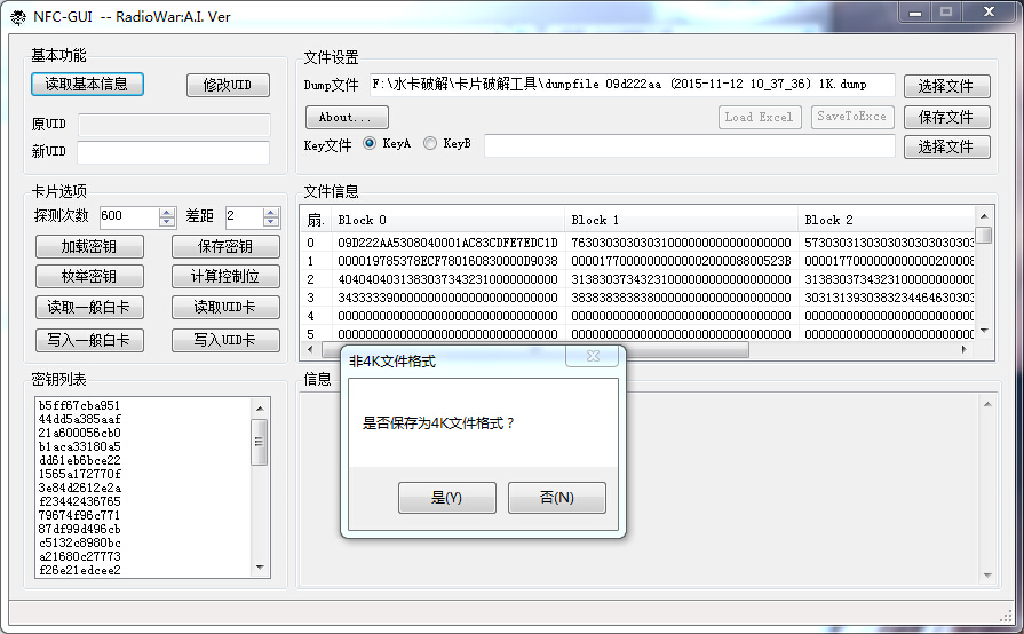 NFC-GUI -- RadioWar:A.I. Ver
基本功能
读取基本信息 修改UID
原UID
新UID
文件设置
Dump文件 F:\水卡破解\卡片破解工具\dumpfile 09d222aa (2015-11-12 10_37_36) 1K.dump 选择文件
About... Load Excel SaveToExce 保存文件
Key文件 KeyA KeyB 选择文件
卡片选项
探测次数 600 差距 2
加载密钥 保存密钥
枚举密钥 计算控制位
读取一般白卡 读取UID卡
写入一般白卡 写入UID卡
文件信息
扇. Block 0 Block 1 Block 2
0 09D222AA5308040001AC83CDFE7EDC1D 76303030303031000000000000000000
1 000019785378ECF780160830000D9038
2 40404040313830373432310000000000 31383037343231000000000000000000
3 34333339000000000000000000000000 38383838383800000000000000000000
4 00000000000000000000000000000000 00000000000000000000000000000000
5 00000000000000000000000000000000 00000000000000000000000000000000
密钥列表
b5ff67cba951
44dd5a385aaf
21a600056cb0
b1aca33180a5
dd61eb6bce22
1565a172770f
3e84d2612e2a
f23442436765
79674f96c771
87df99d496cb
c5132c8980bc
a21680c27773
f26e21edcee2
信息
非4K文件格式
是否保存为4K文件格式？
是(Y) 否(N)